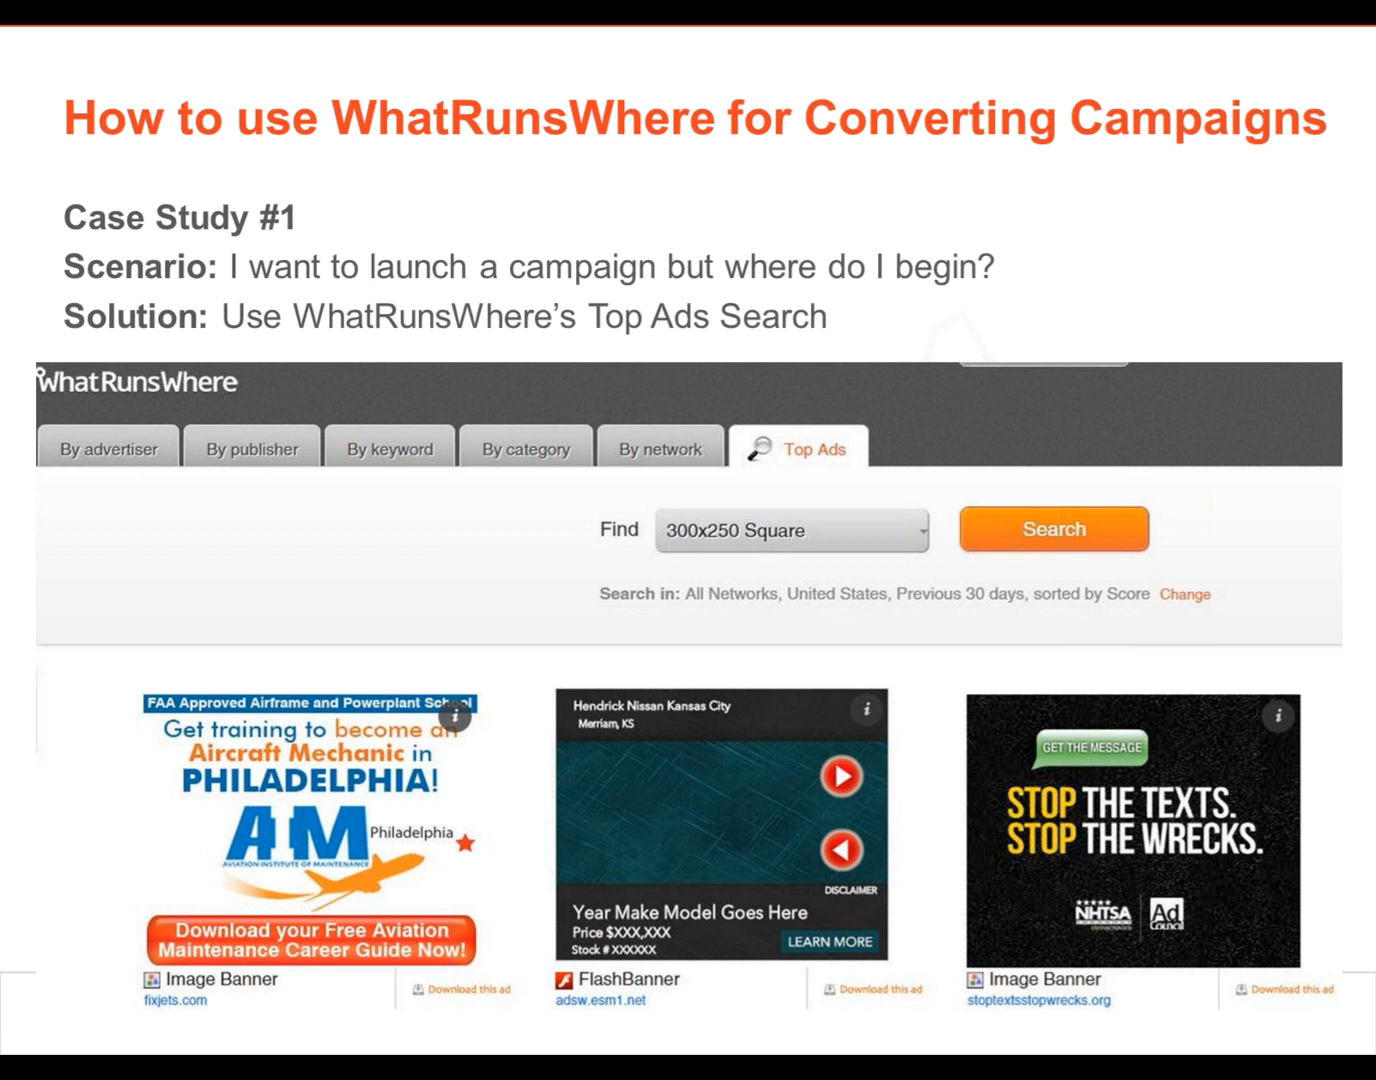 How to use WhatRunsWhere for Converting Campaigns
Case Study #1
Scenario: I want to launch a campaign but where do I begin?
Solution: Use WhatRunsWhere’s Top Ads Search
WhatRunsWhere
By advertiser
By publisher
By keyword
By category
By network
Top Ads
Find
300x250 Square
Search
Search in: All Networks, United States, Previous 30 days, sorted by Score Change
FAA Approved Airframe and Powerplant School
Get training to become an
Aircraft Mechanic in
PHILADELPHIA!
AM
Philadelphia
AVIATION INSTITUTE OF MAINTENANCE
Download your Free Aviation
Maintenance Career Guide Now!
Image Banner
fixjets.com
Download this ad
Hendrick Nissan Kansas City
Merriam, KS
DISCLAIMER
Year Make Model Goes Here
Price $XXX,XXX
Stock # XXXXXX
LEARN MORE
FlashBanner
adsw.esm1.net
Download this ad
GET THE MESSAGE
STOP THE TEXTS.
STOP THE WRECKS.
NHTSA
Ad
Council
Image Banner
stoptextsstopwrecks.org
Download this ad